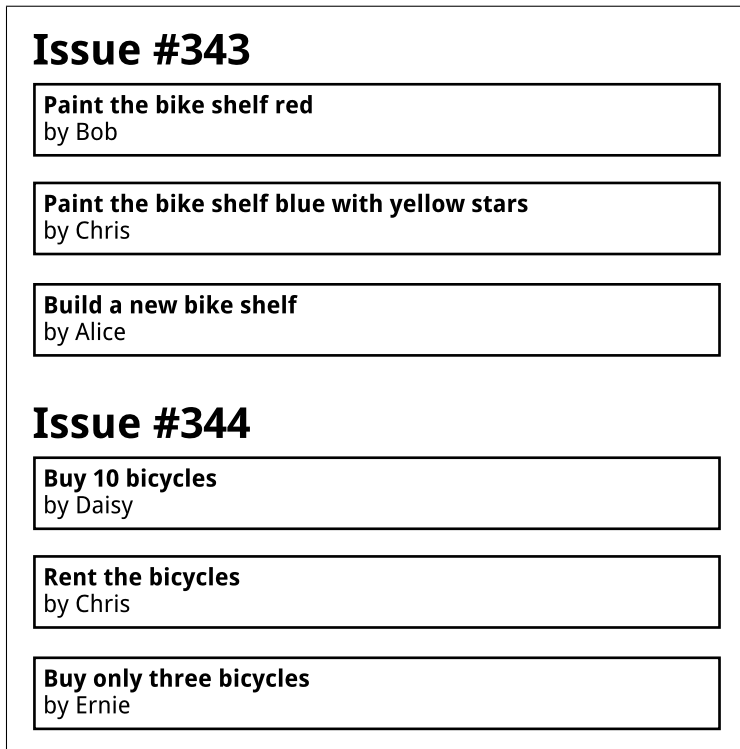 Issue #343
Paint the bike shelf red
by Bob
Paint the bike shelf blue with yellow stars
by Chris
Build a new bike shelf
by Alice
Issue #344
Buy 10 bicycles
by Daisy
Rent the bicycles
by Chris
Buy only three bicycles
by Ernie